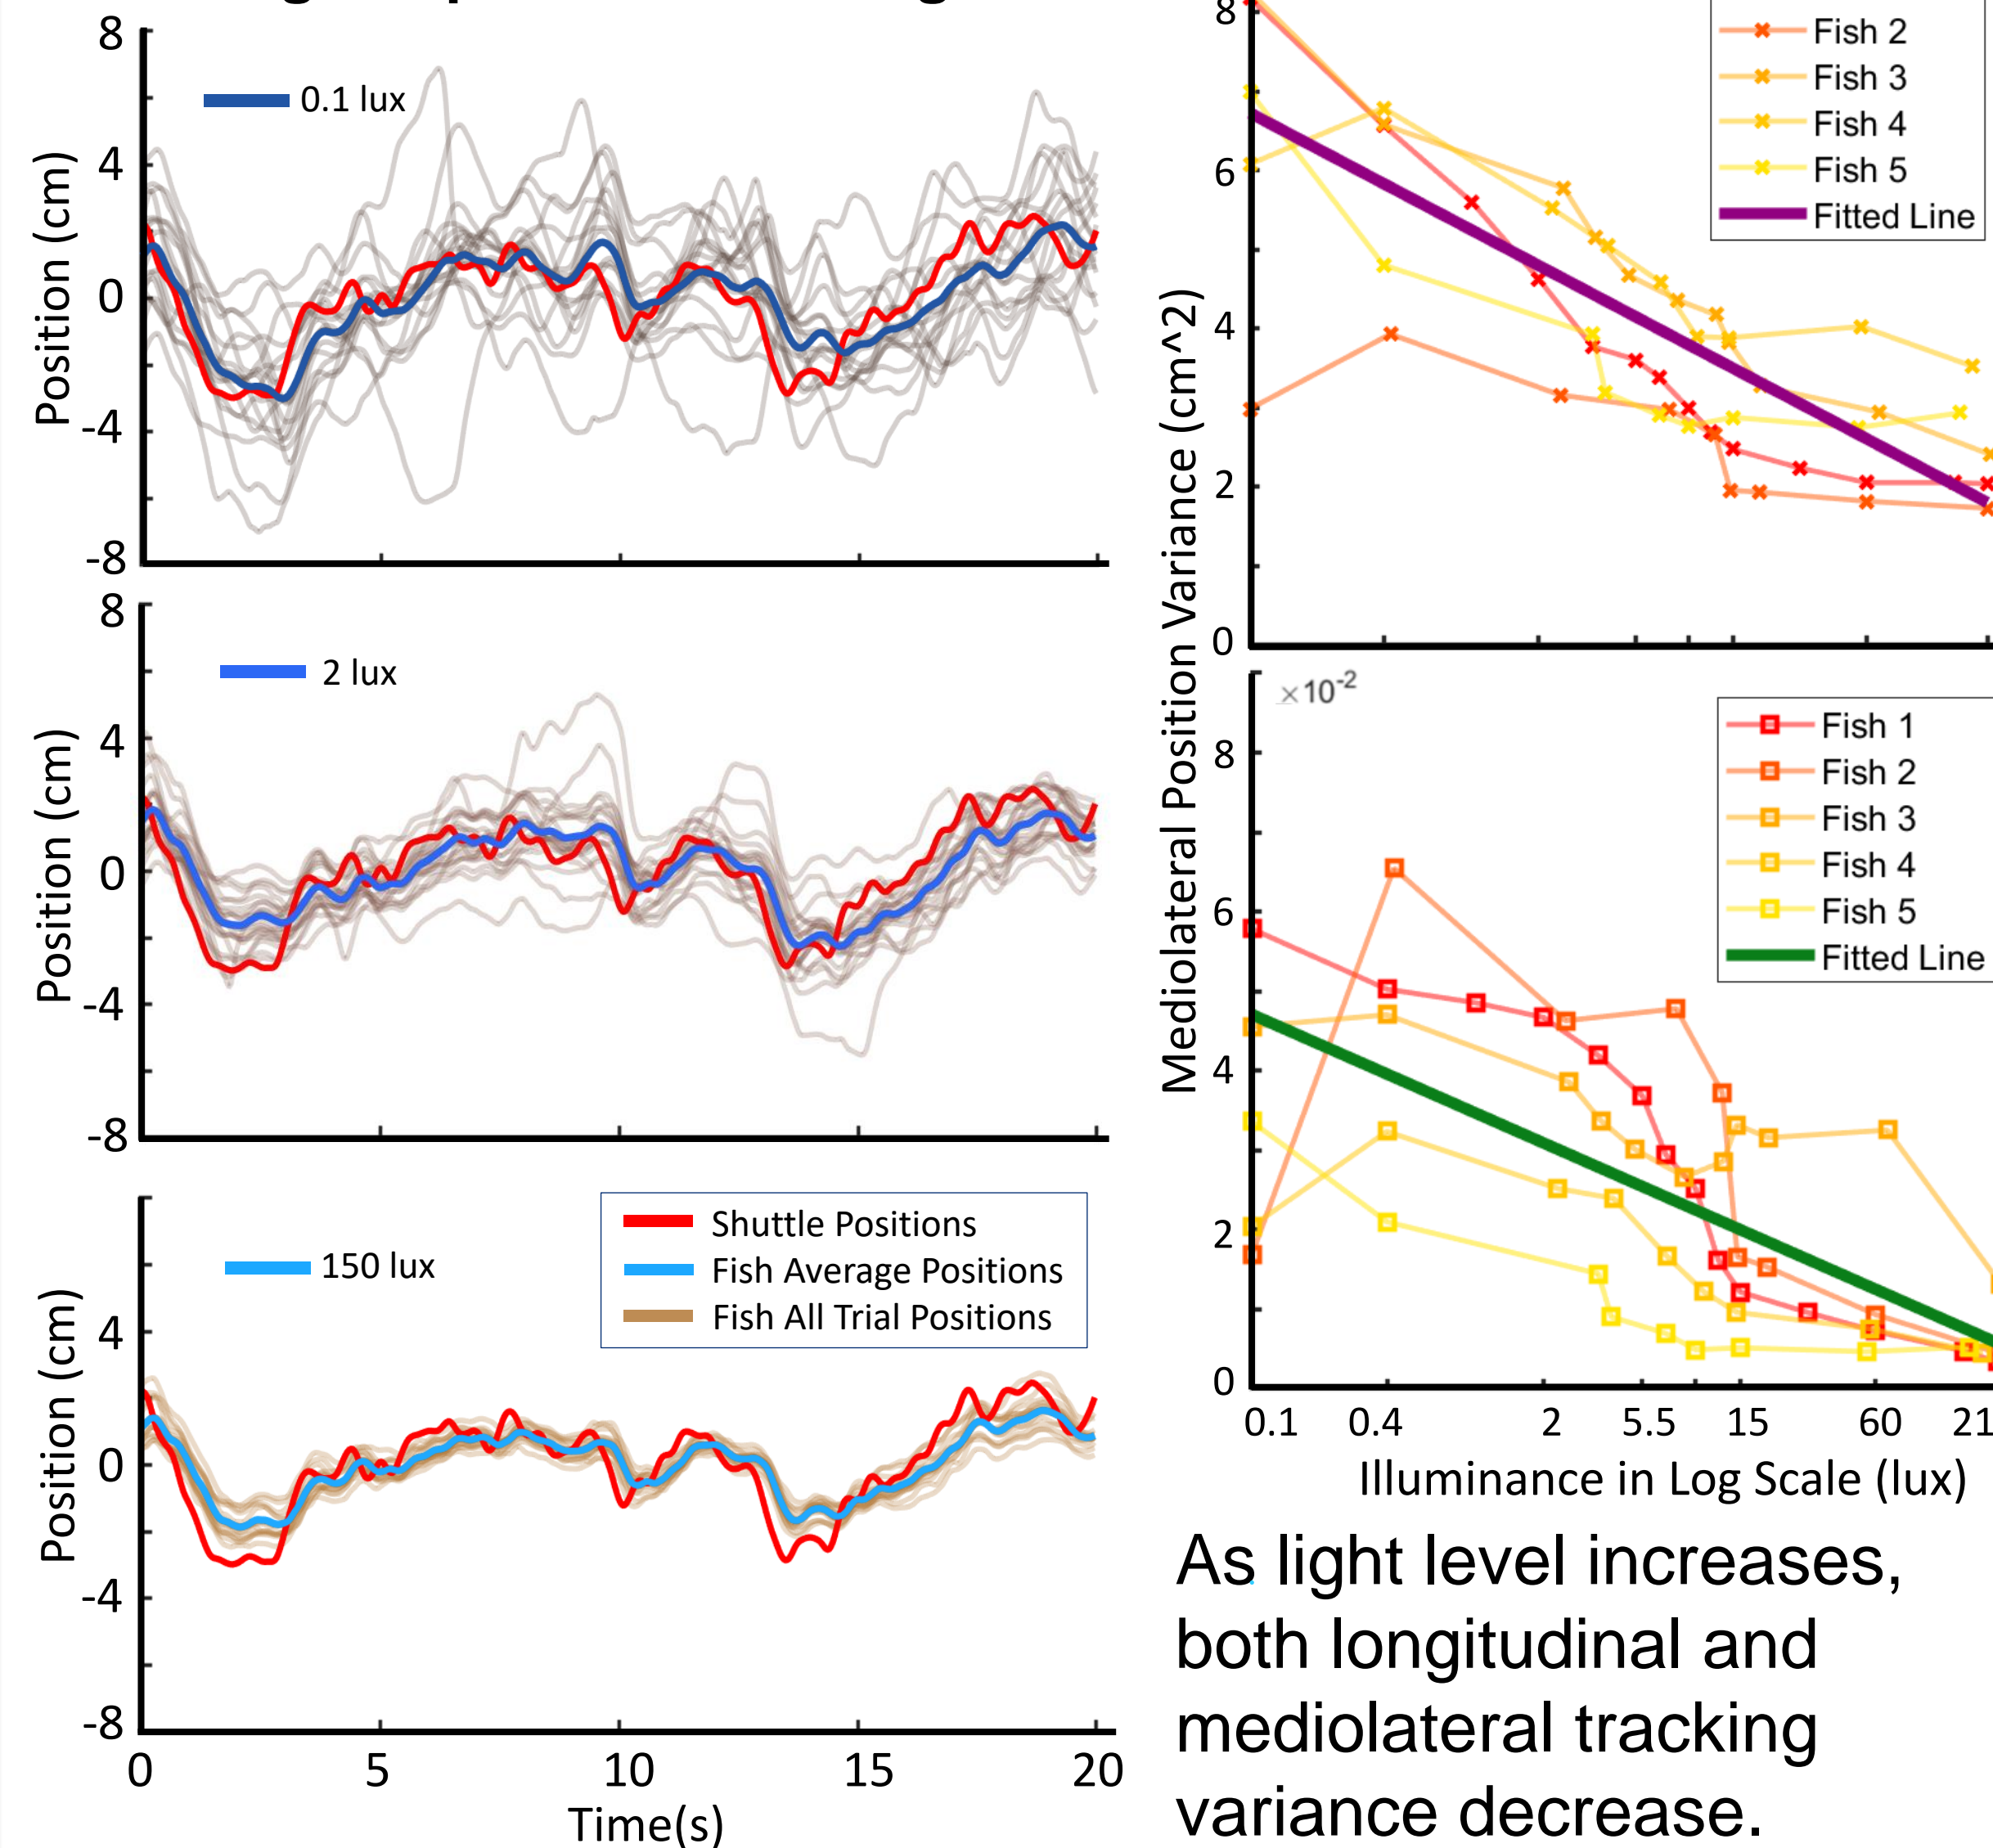 8
4
0
-4
-8
Position (cm)
0.1 lux
8
4
0
-4
-8
Position (cm)
2 lux
4
0
-4
-8
Position (cm)
150 lux
Shuttle Positions
Fish Average Positions
Fish All Trial Positions
0 5 10 15 20
Time(s)
8
6
4
2
0
Fish 2
Fish 3
Fish 4
Fish 5
Fitted Line
Mediolateral Position Variance (cm^2)
×10-2
8
6
4
2
0
Fish 1
Fish 2
Fish 3
Fish 4
Fish 5
Fitted Line
0.1 0.4 2 5.5 15 60 21
Illuminance in Log Scale (lux)
As light level increases,
both longitudinal and
mediolateral tracking
variance decrease.